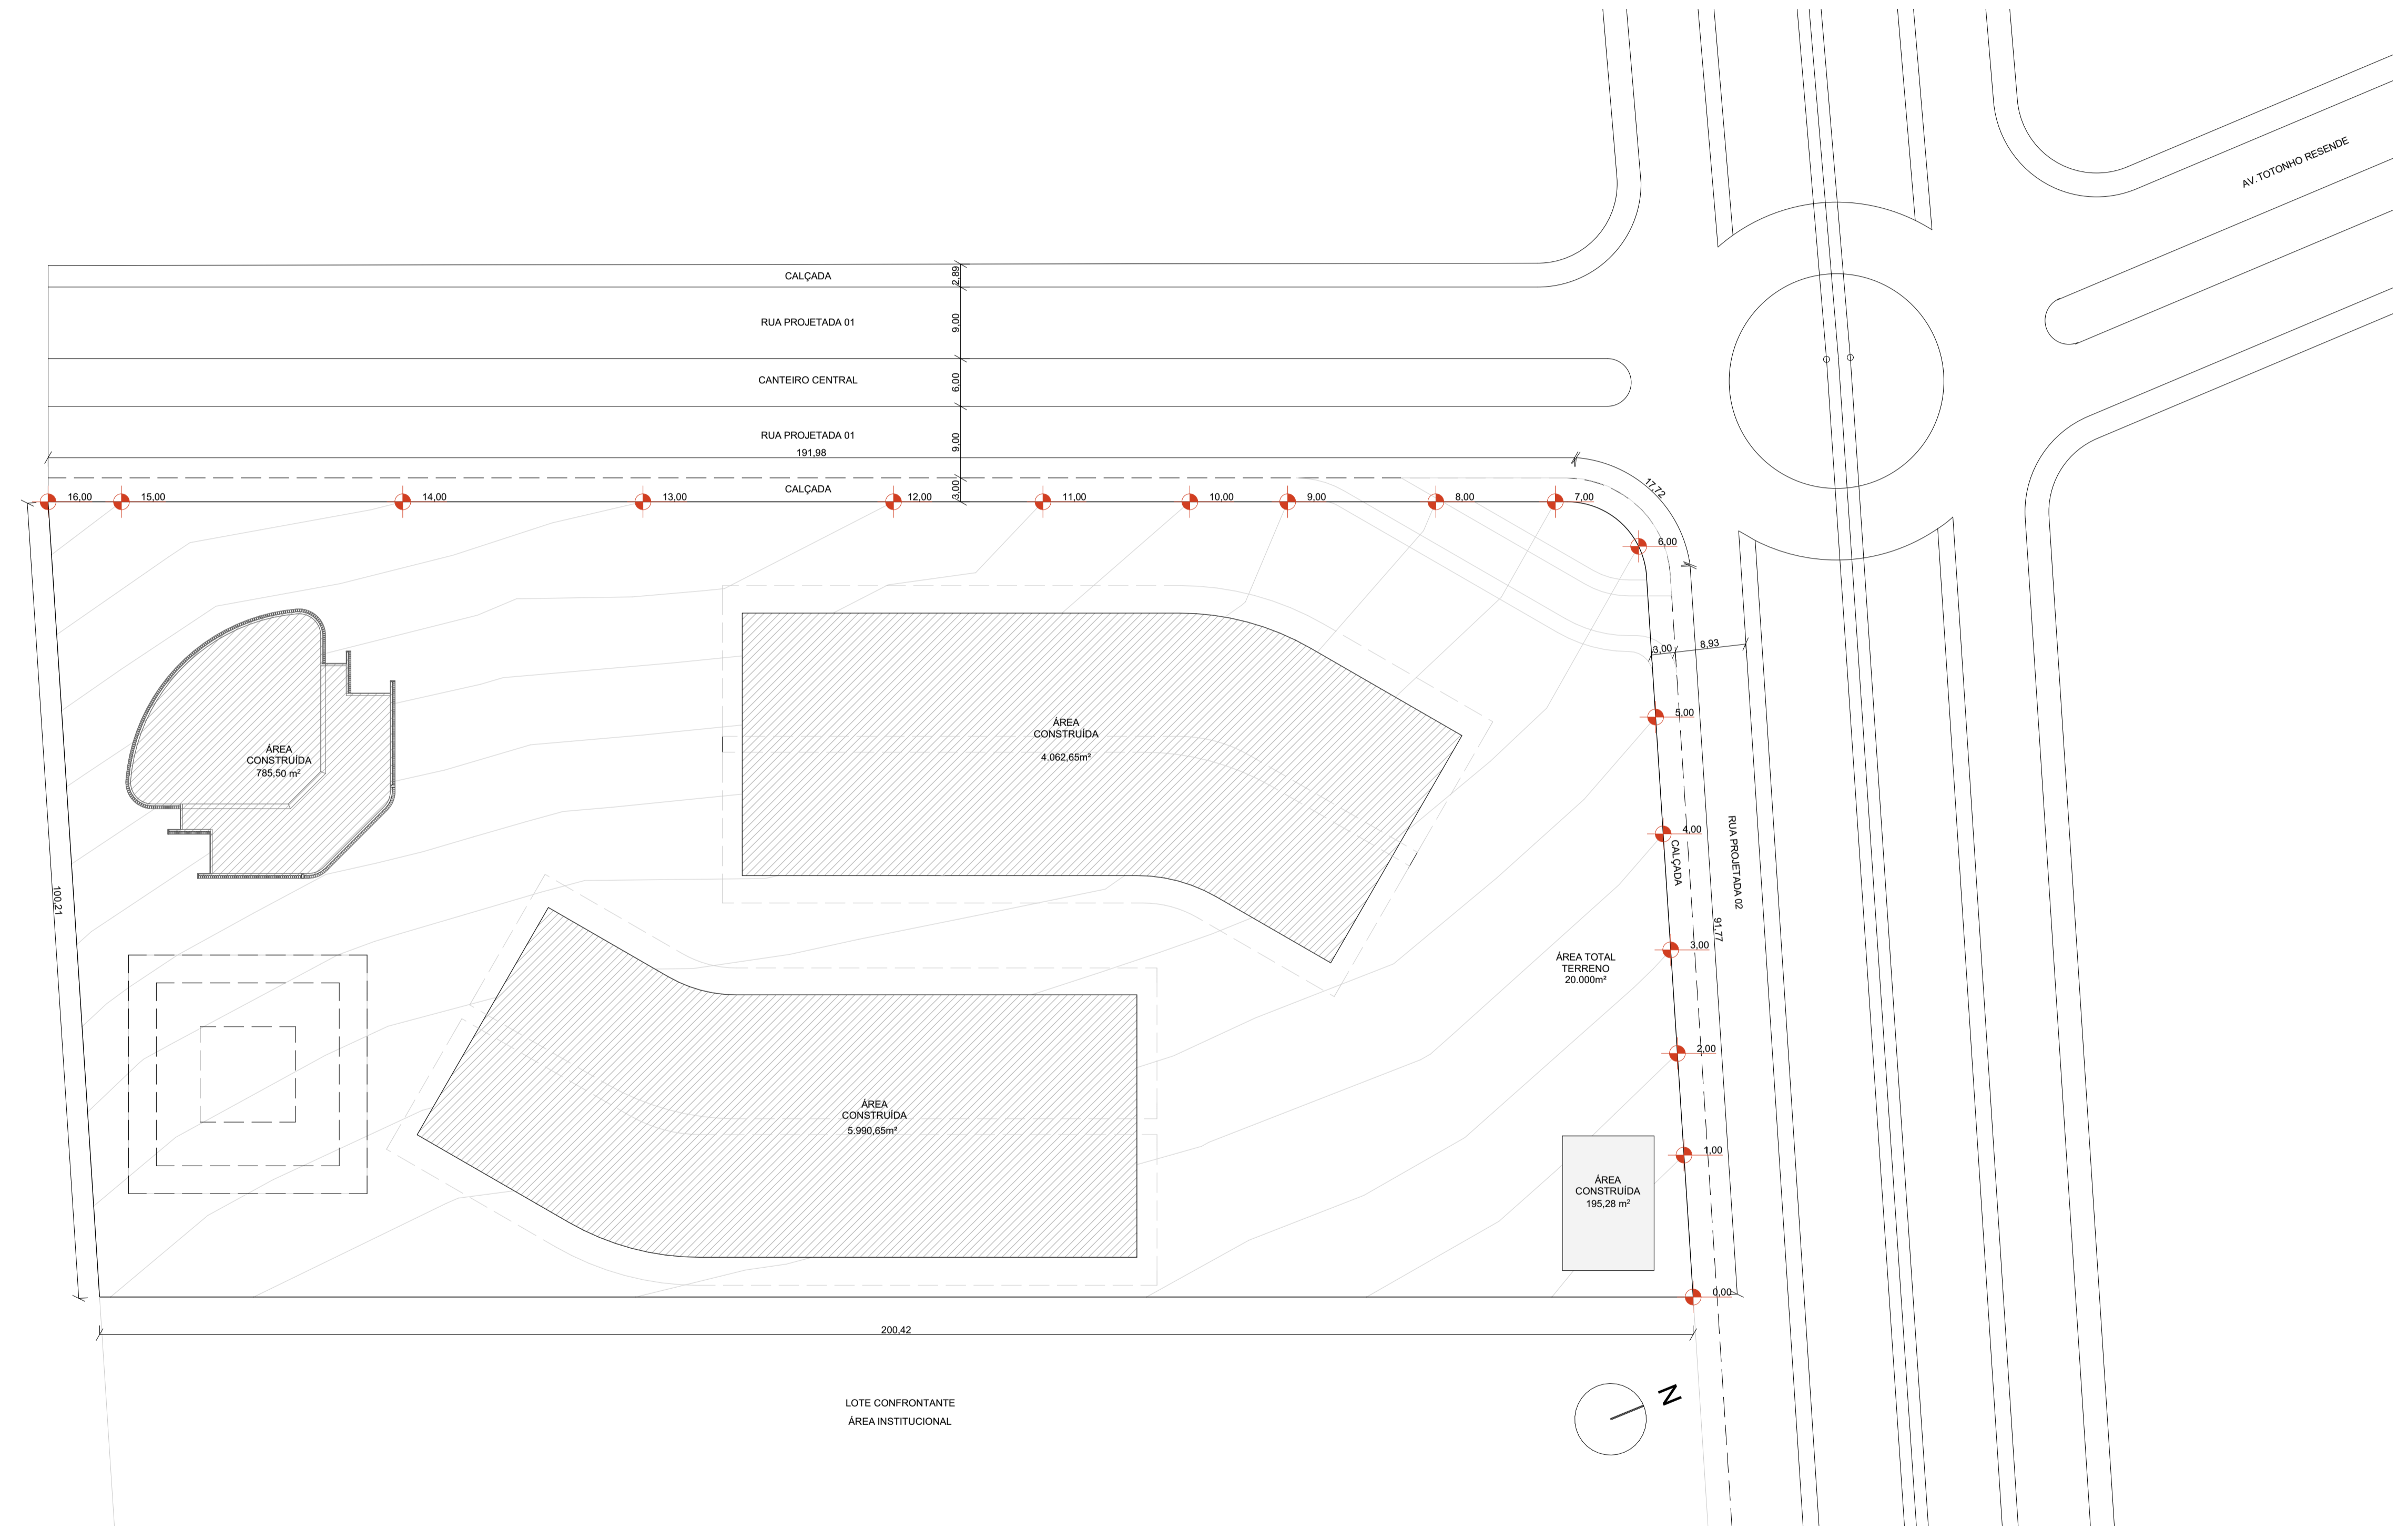 AV. TOTONHO RESENDE
CALÇADA
2,89
RUA PROJETADA 01
9,00
CANTEIRO CENTRAL
6,00
RUA PROJETADA 01
9,00
191,98
CALÇADA
3,00
17,72
16,00
15,00
14,00
13,00
12,00
11,00
10,00
9,00
8,00
7,00
6,00
3,00
8,93
5,00
ÁREA
CONSTRUÍDA
4.062,65m²
ÁREA
CONSTRUÍDA
785,50 m²
4,00
CALÇADA
RUA PROJETADA 02
100,21
91,77
3,00
ÁREA TOTAL
TERRENO
20.000m²
2,00
ÁREA
CONSTRUÍDA
5.990,65m²
1,00
ÁREA
CONSTRUÍDA
195,28 m²
0,00
200,42
LOTE CONFRONTANTE
ÁREA INSTITUCIONAL
N